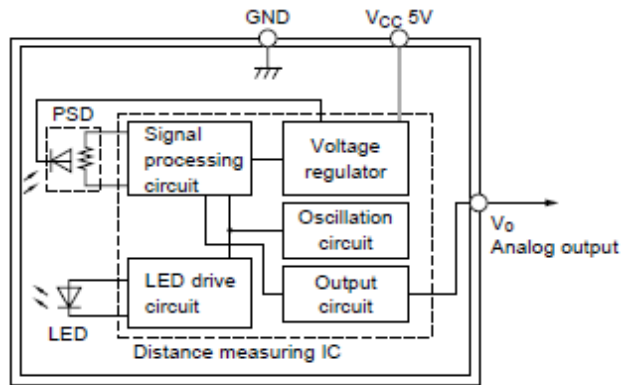 GND
VCC 5V
PSD
Signal
processing
circuit
Voltage
regulator
Oscillation
circuit
Vo
Analog output
LED drive
circuit
Output
circuit
LED
Distance measuring IC